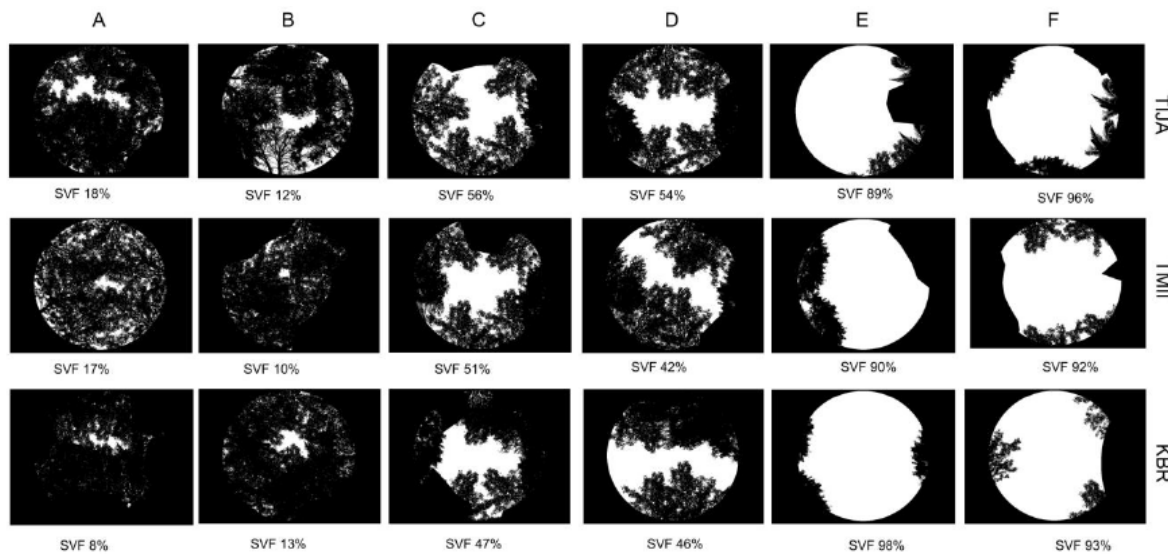 A B C D E F
TIJA
SVF 18% SVF 12% SVF 56% SVF 54% SVF 89% SVF 96%
TMII
SVF 17% SVF 10% SVF 51% SVF 42% SVF 90% SVF 92%
KBR
SVF 8% SVF 13% SVF 47% SVF 46% SVF 98% SVF 93%